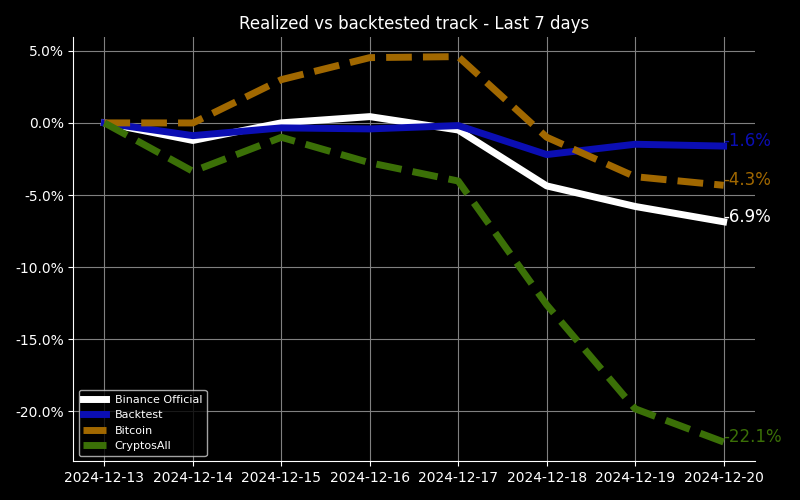 Realized vs backtested track - Last 7 days
5.0%
0.0%
-5.0%
-10.0%
-15.0%
-20.0%
-1.6%
-4.3%
-6.9%
-22.1%
Binance Official
Backtest
Bitcoin
CryptosAll
2024-12-13 2024-12-14 2024-12-15 2024-12-16 2024-12-17 2024-12-18 2024-12-19 2024-12-20